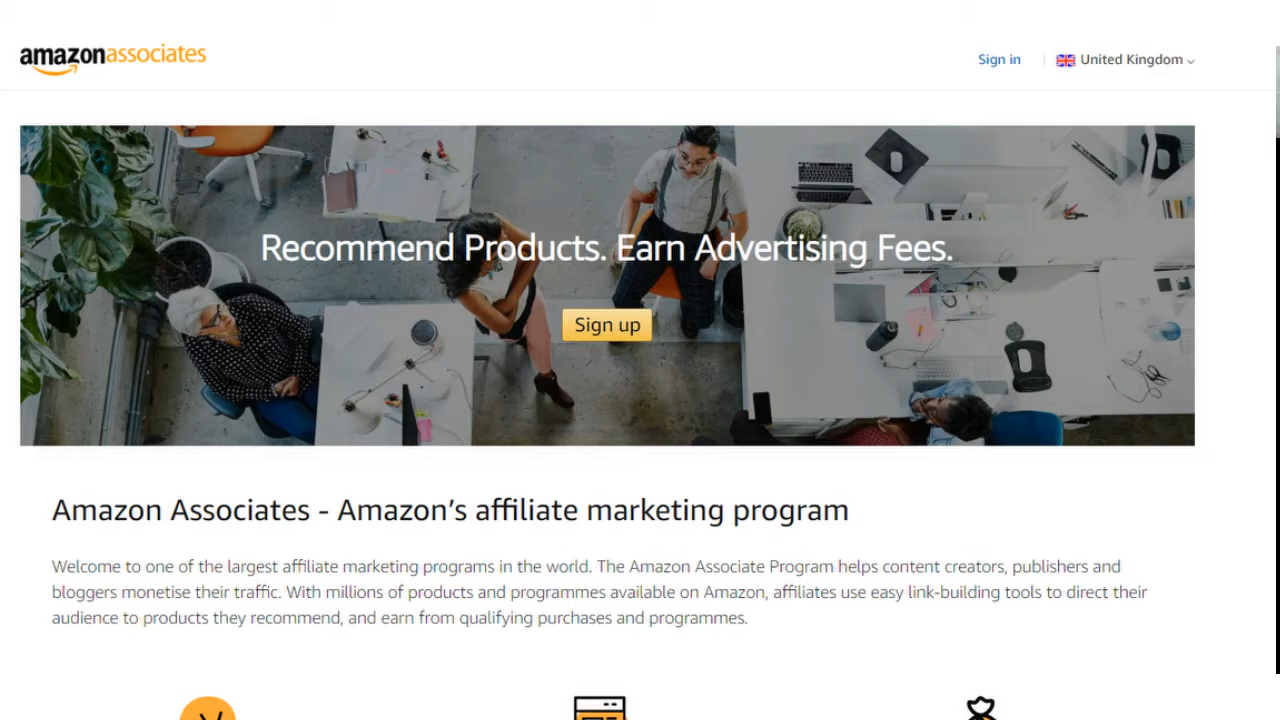 amazonassociates
Sign in
United Kingdom
Recommend Products. Earn Advertising Fees.
Sign up
Amazon Associates - Amazon’s affiliate marketing program
Welcome to one of the largest affiliate marketing programs in the world. The Amazon Associate Program helps content creators, publishers and
bloggers monetise their traffic. With millions of products and programmes available on Amazon, affiliates use easy link-building tools to direct their
audience to products they recommend, and earn from qualifying purchases and programmes.